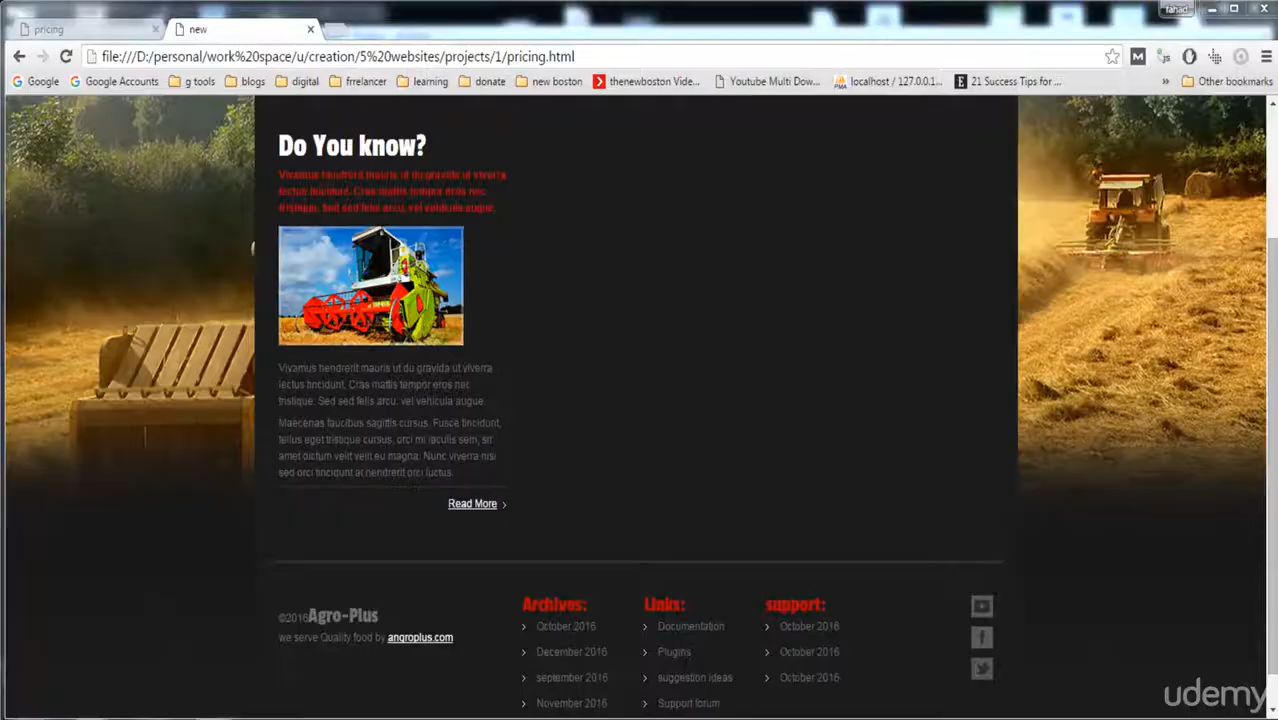 fahad
pricing
new
file:///D:/personal/work%20space/u/creation/5%20websites/projects/1/pricing.html
Google Google Accounts g tools blogs digital frrelancer learning donate new boston thenewboston Vide... Youtube Multi Dow... localhost / 127.0.0.1... 21 Success Tips for ... » Other bookmarks
Do You know?
Vivamus hendrerit mauris ut du gravida ut viverra
lectus tincidunt. Cras mattis tempor eros nec
tristique. Sed sed felis arcu, vel vehicula augue.
Vivamus hendrerit mauris ut du gravida ut viverra
lectus tincidunt. Cras mattis tempor eros nec
tristique. Sed sed felis arcu, vel vehicula augue.
Maecenas faucibus sagittis cursus. Fusce tincidunt,
tellus eget tristique cursus, orci mi iaculis sem, sit
amet dictum velit velit eu magna. Nunc viverra nisi
sed orci tincidunt at hendrerit orci luctus.
Read More
©2016Agro-Plus
we serve Quality food by angroplus.com
Archives:
October 2016
December 2016
september 2016
November 2016
Links:
Documentation
Plugins
suggestion ideas
Support forum
support:
October 2016
October 2016
October 2016
udemy